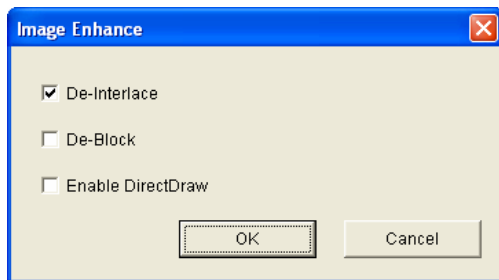 Image Enhance
De-Interlace
De-Block
Enable DirectDraw
OK Cancel